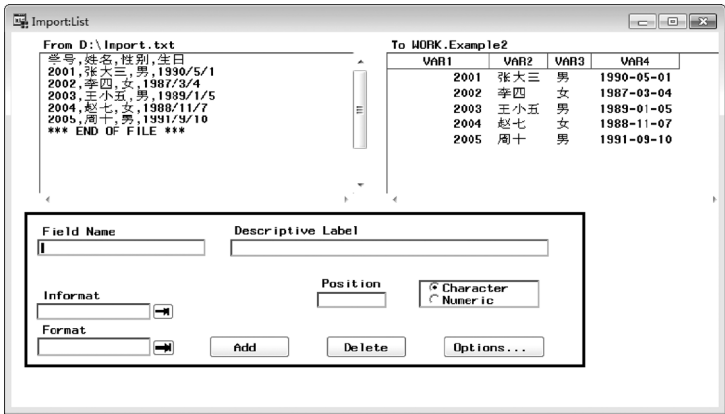 Import:List
From D:\Import.txt
学号,姓名,性别,生日
2001,张大三,男,1990/5/1
2002,李四,女,1987/3/4
2003,王小五,男,1989/1/5
2004,赵七,女,1988/11/7
2005,周十,男,1991/9/10
*** END OF FILE ***
To WORK.Example2
VAR1 VAR2 VAR3 VAR4
2001 张大三 男 1990-05-01
2002 李四 女 1987-03-04
2003 王小五 男 1989-01-05
2004 赵七 女 1988-11-07
2005 周十 男 1991-09-10
Field Name
Descriptive Label
Position
Character
Numeric
Informat
Format
Add
Delete
Options...